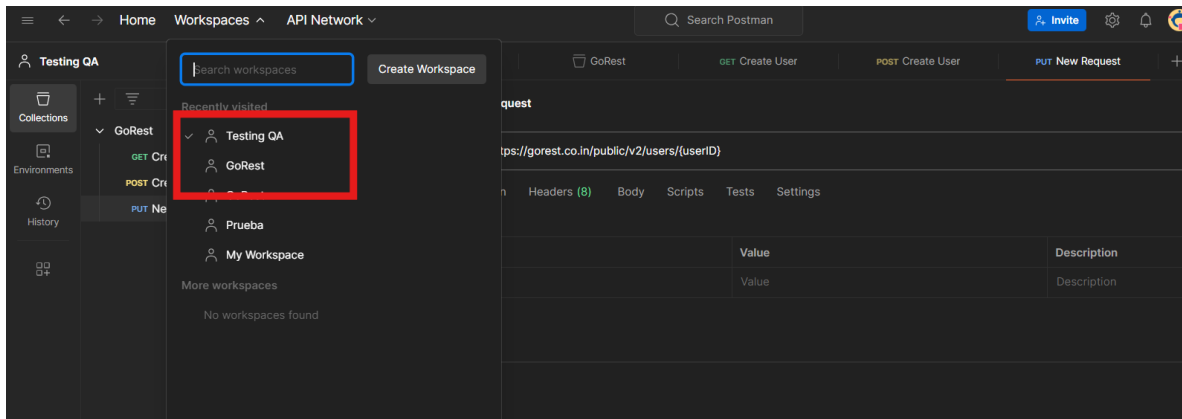 Home Workspaces API Network Search Postman Invite
Testing QA
GoRest GET Create User POST Create User PUT New Request
Search workspaces Create Workspace
Recently visited
Testing QA
GoRest
Prueba
My Workspace
More workspaces
No workspaces found
Collections
Environments
History
GoRest
GET Cre
POST Cre
PUT Ne
quest
tps://gorest.co.in/public/v2/users/{userID}
n Headers (8) Body Scripts Tests Settings
Value Description
Value Description